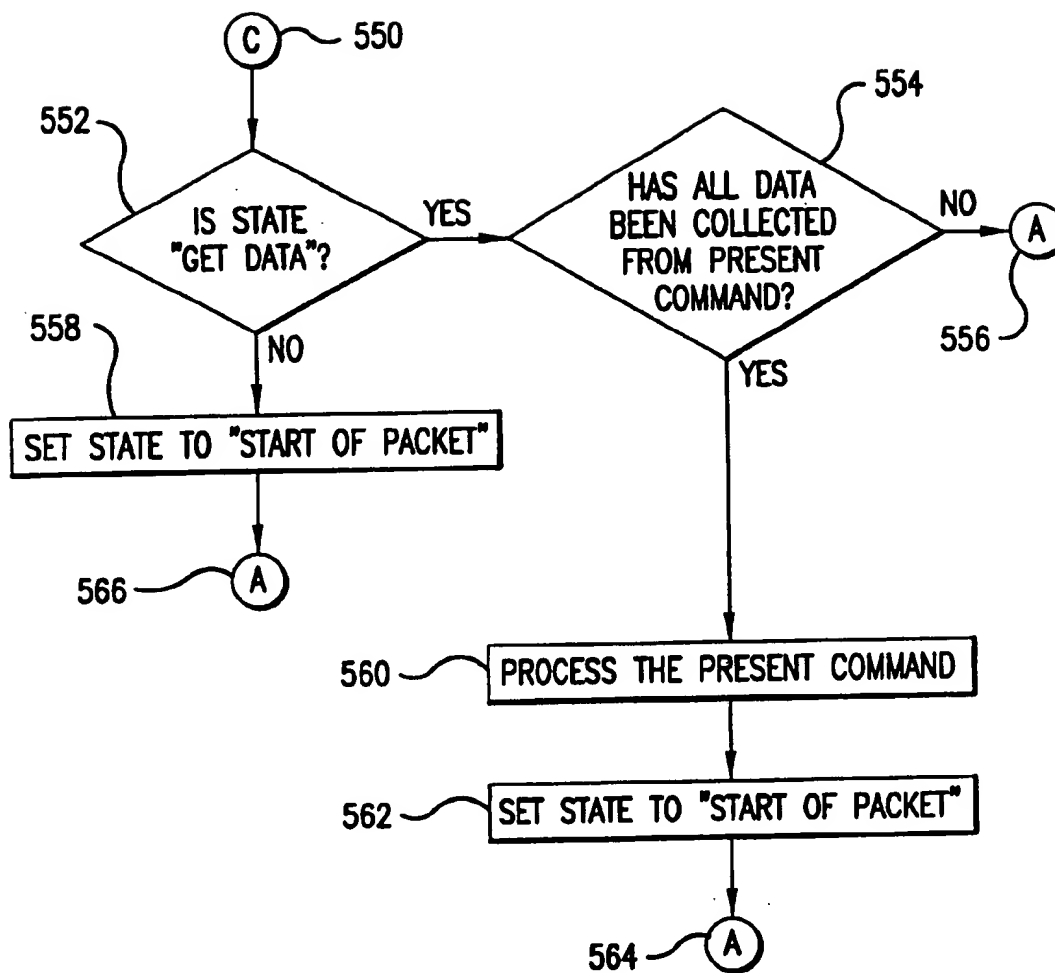 C
550
552
IS STATE
"GET DATA"?
YES
554
HAS ALL DATA
BEEN COLLECTED
FROM PRESENT
COMMAND?
NO
A
556
558
NO
YES
SET STATE TO "START OF PACKET"
566
A
560
PROCESS THE PRESENT COMMAND
562
SET STATE TO "START OF PACKET"
564
A